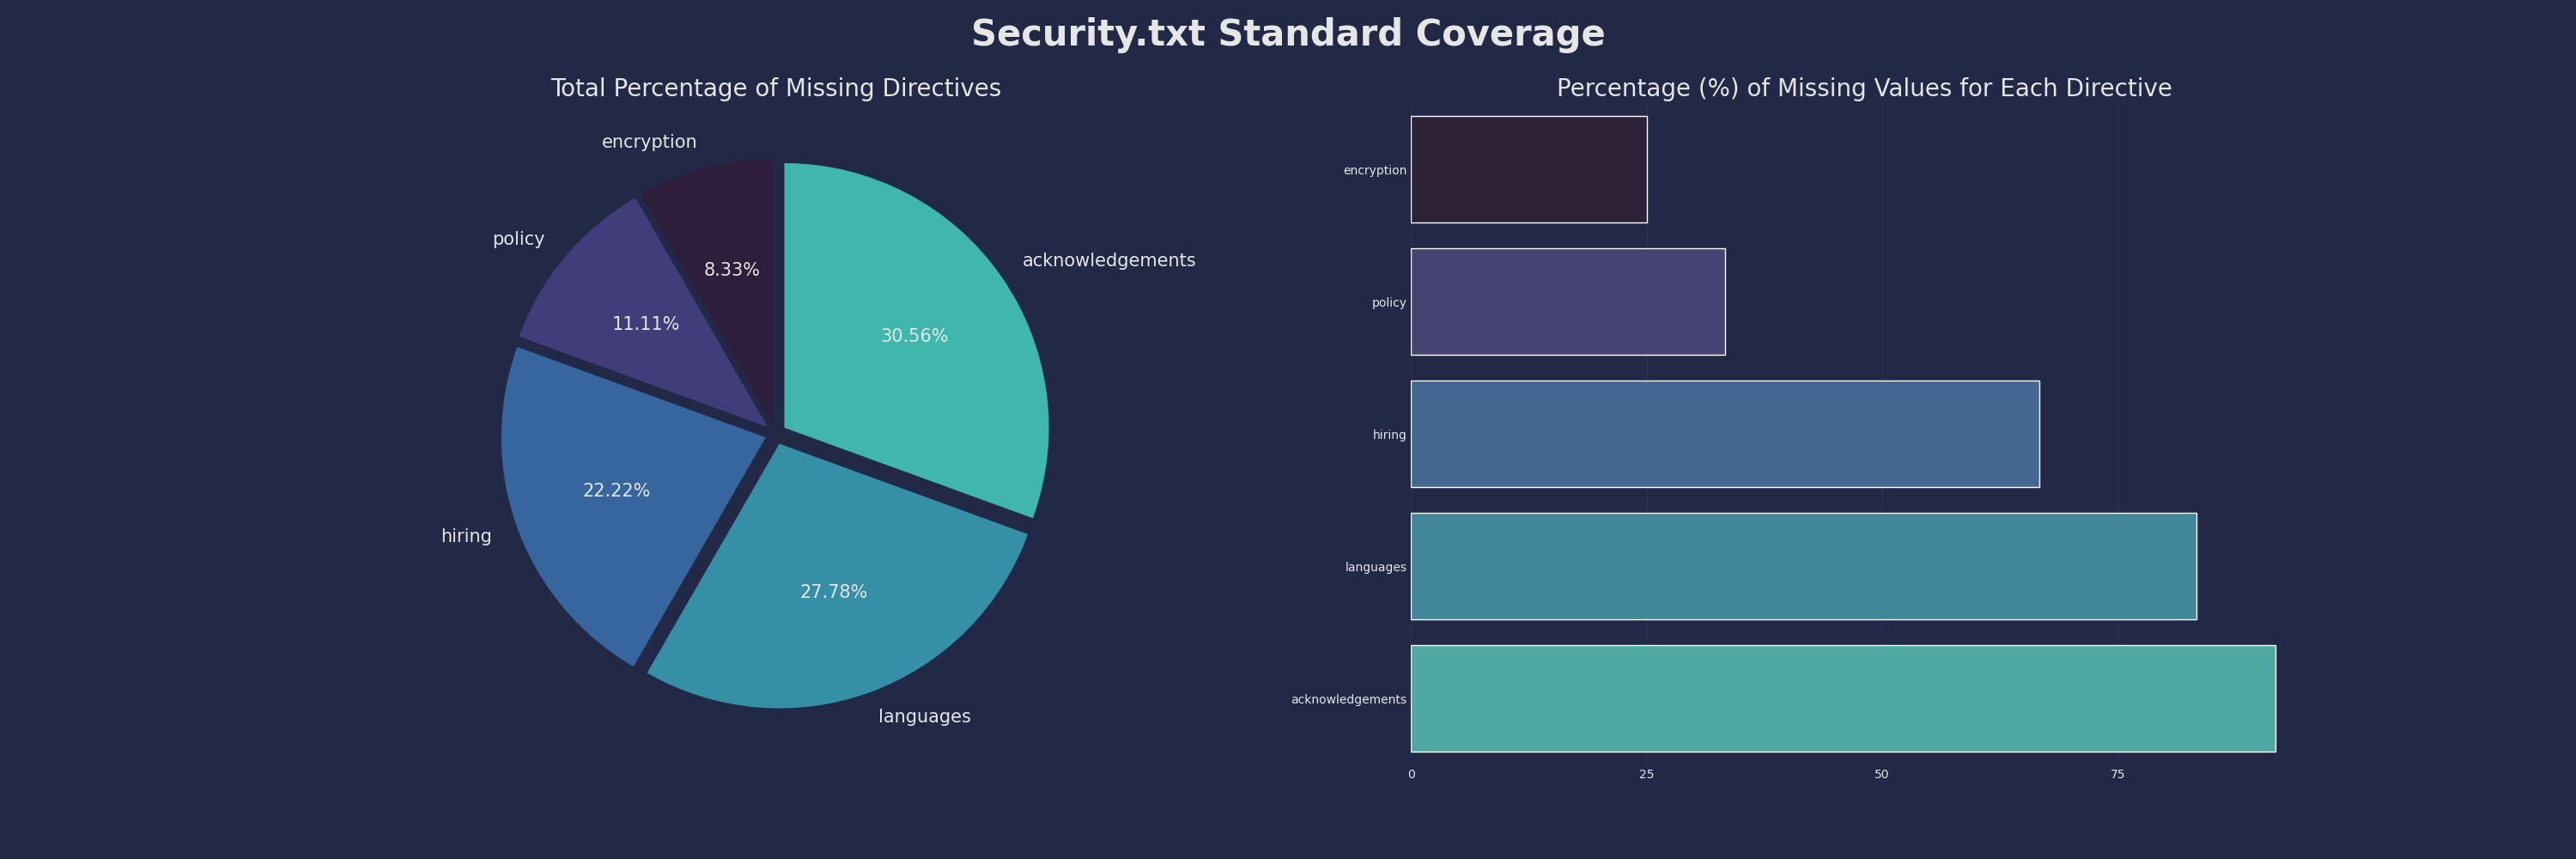 Security.txt Standard Coverage
Total Percentage of Missing Directives
encryption
policy
acknowledgements
hiring
languages
8.33%
11.11%
30.56%
22.22%
27.78%
Percentage (%) of Missing Values for Each Directive
encryption
policy
hiring
languages
acknowledgements
0 25 50 75